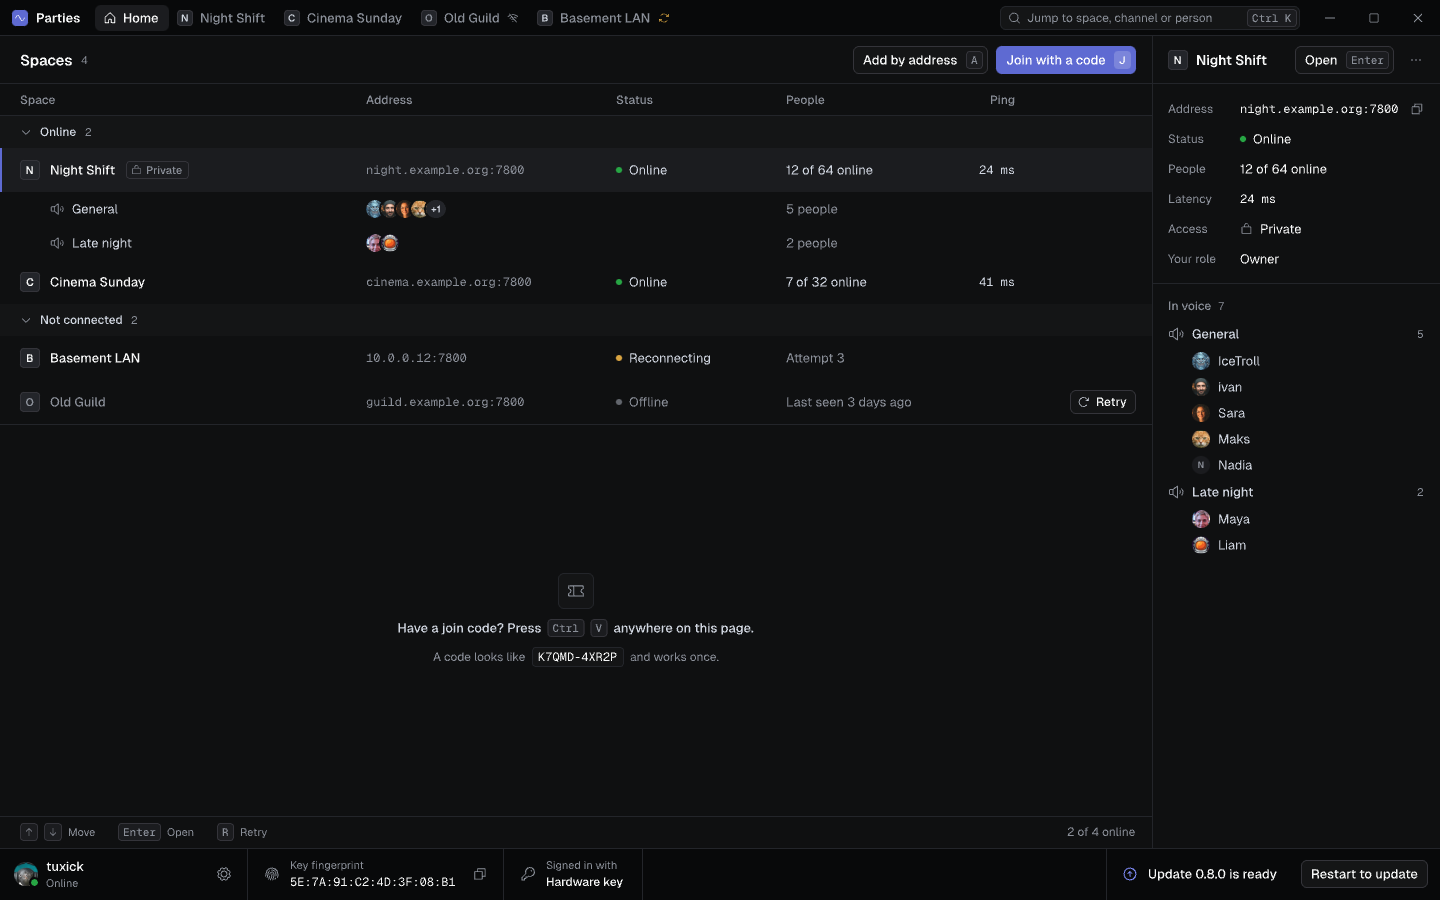 Parties Home N Night Shift C Cinema Sunday O Old Guild B Basement LAN Jump to space, channel or person Ctrl K
Spaces 4 Add by address A Join with a code J
Space Address Status People Ping
Online 2
N Night Shift Private night.example.org:7800 Online 12 of 64 online 24 ms
General +1 5 people
Late night 2 people
C Cinema Sunday cinema.example.org:7800 Online 7 of 32 online 41 ms
Not connected 2
B Basement LAN 10.0.0.12:7800 Reconnecting Attempt 3
O Old Guild guild.example.org:7800 Offline Last seen 3 days ago Retry
Have a join code? Press Ctrl V anywhere on this page.
A code looks like K7QMD-4XR2P and works once.
↑ ↓ Move Enter Open R Retry 2 of 4 online
N Night Shift Open Enter ...
Address night.example.org:7800
Status Online
People 12 of 64 online
Latency 24 ms
Access Private
Your role Owner
In voice 7
General 5
IceTroll
ivan
Sara
Maks
N Nadia
Late night 2
Maya
Liam
tuxick
Online
Key fingerprint
5E:7A:91:C2:4D:3F:08:B1
Signed in with
Hardware key
Update 0.8.0 is ready Restart to update